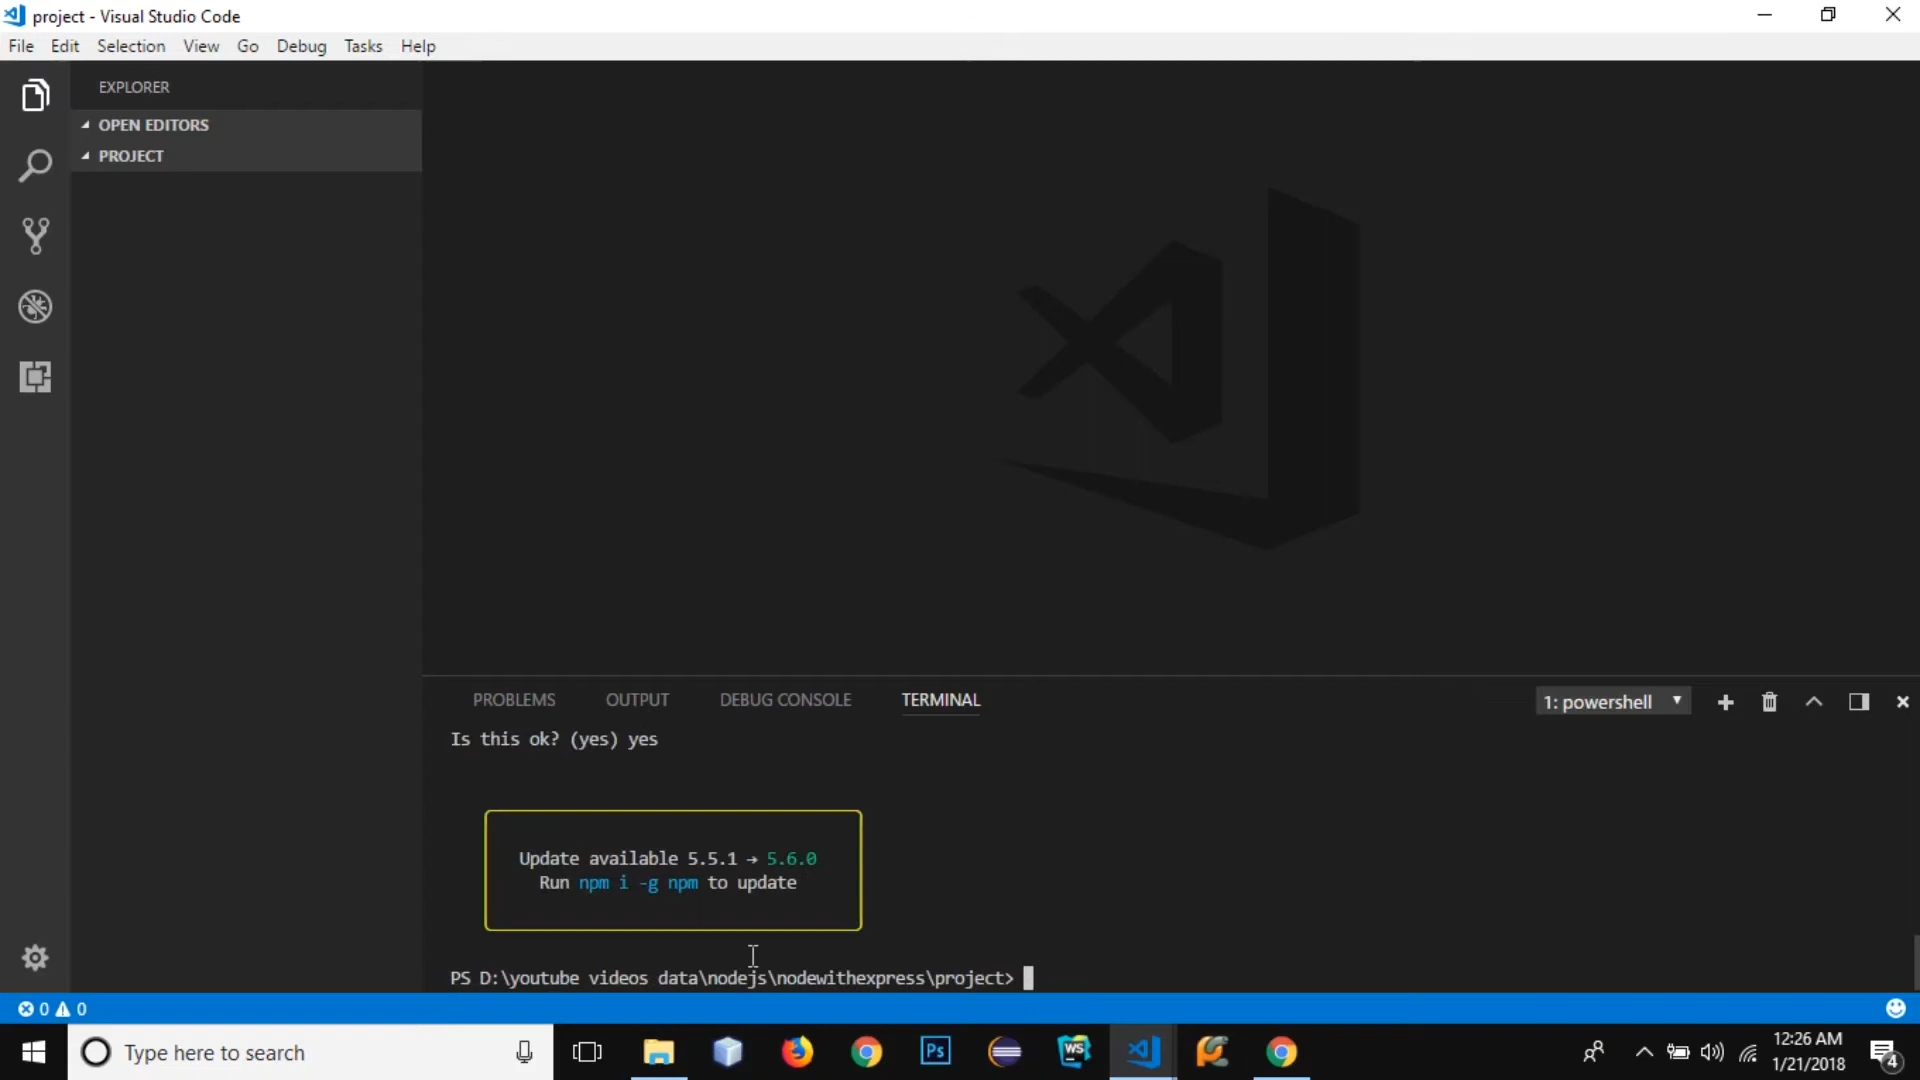 project - Visual Studio Code
File Edit Selection View Go Debug Tasks Help
EXPLORER
OPEN EDITORS
PROJECT
PROBLEMS OUTPUT DEBUG CONSOLE TERMINAL 1: powershell
Is this ok? (yes) yes
Update available 5.5.1 → 5.6.0
Run npm i -g npm to update
PS D:\youtube videos data\nodejs\nodewithexpress\project>
0 0
Type here to search
Ps
WS
12:26 AM
1/21/2018
4